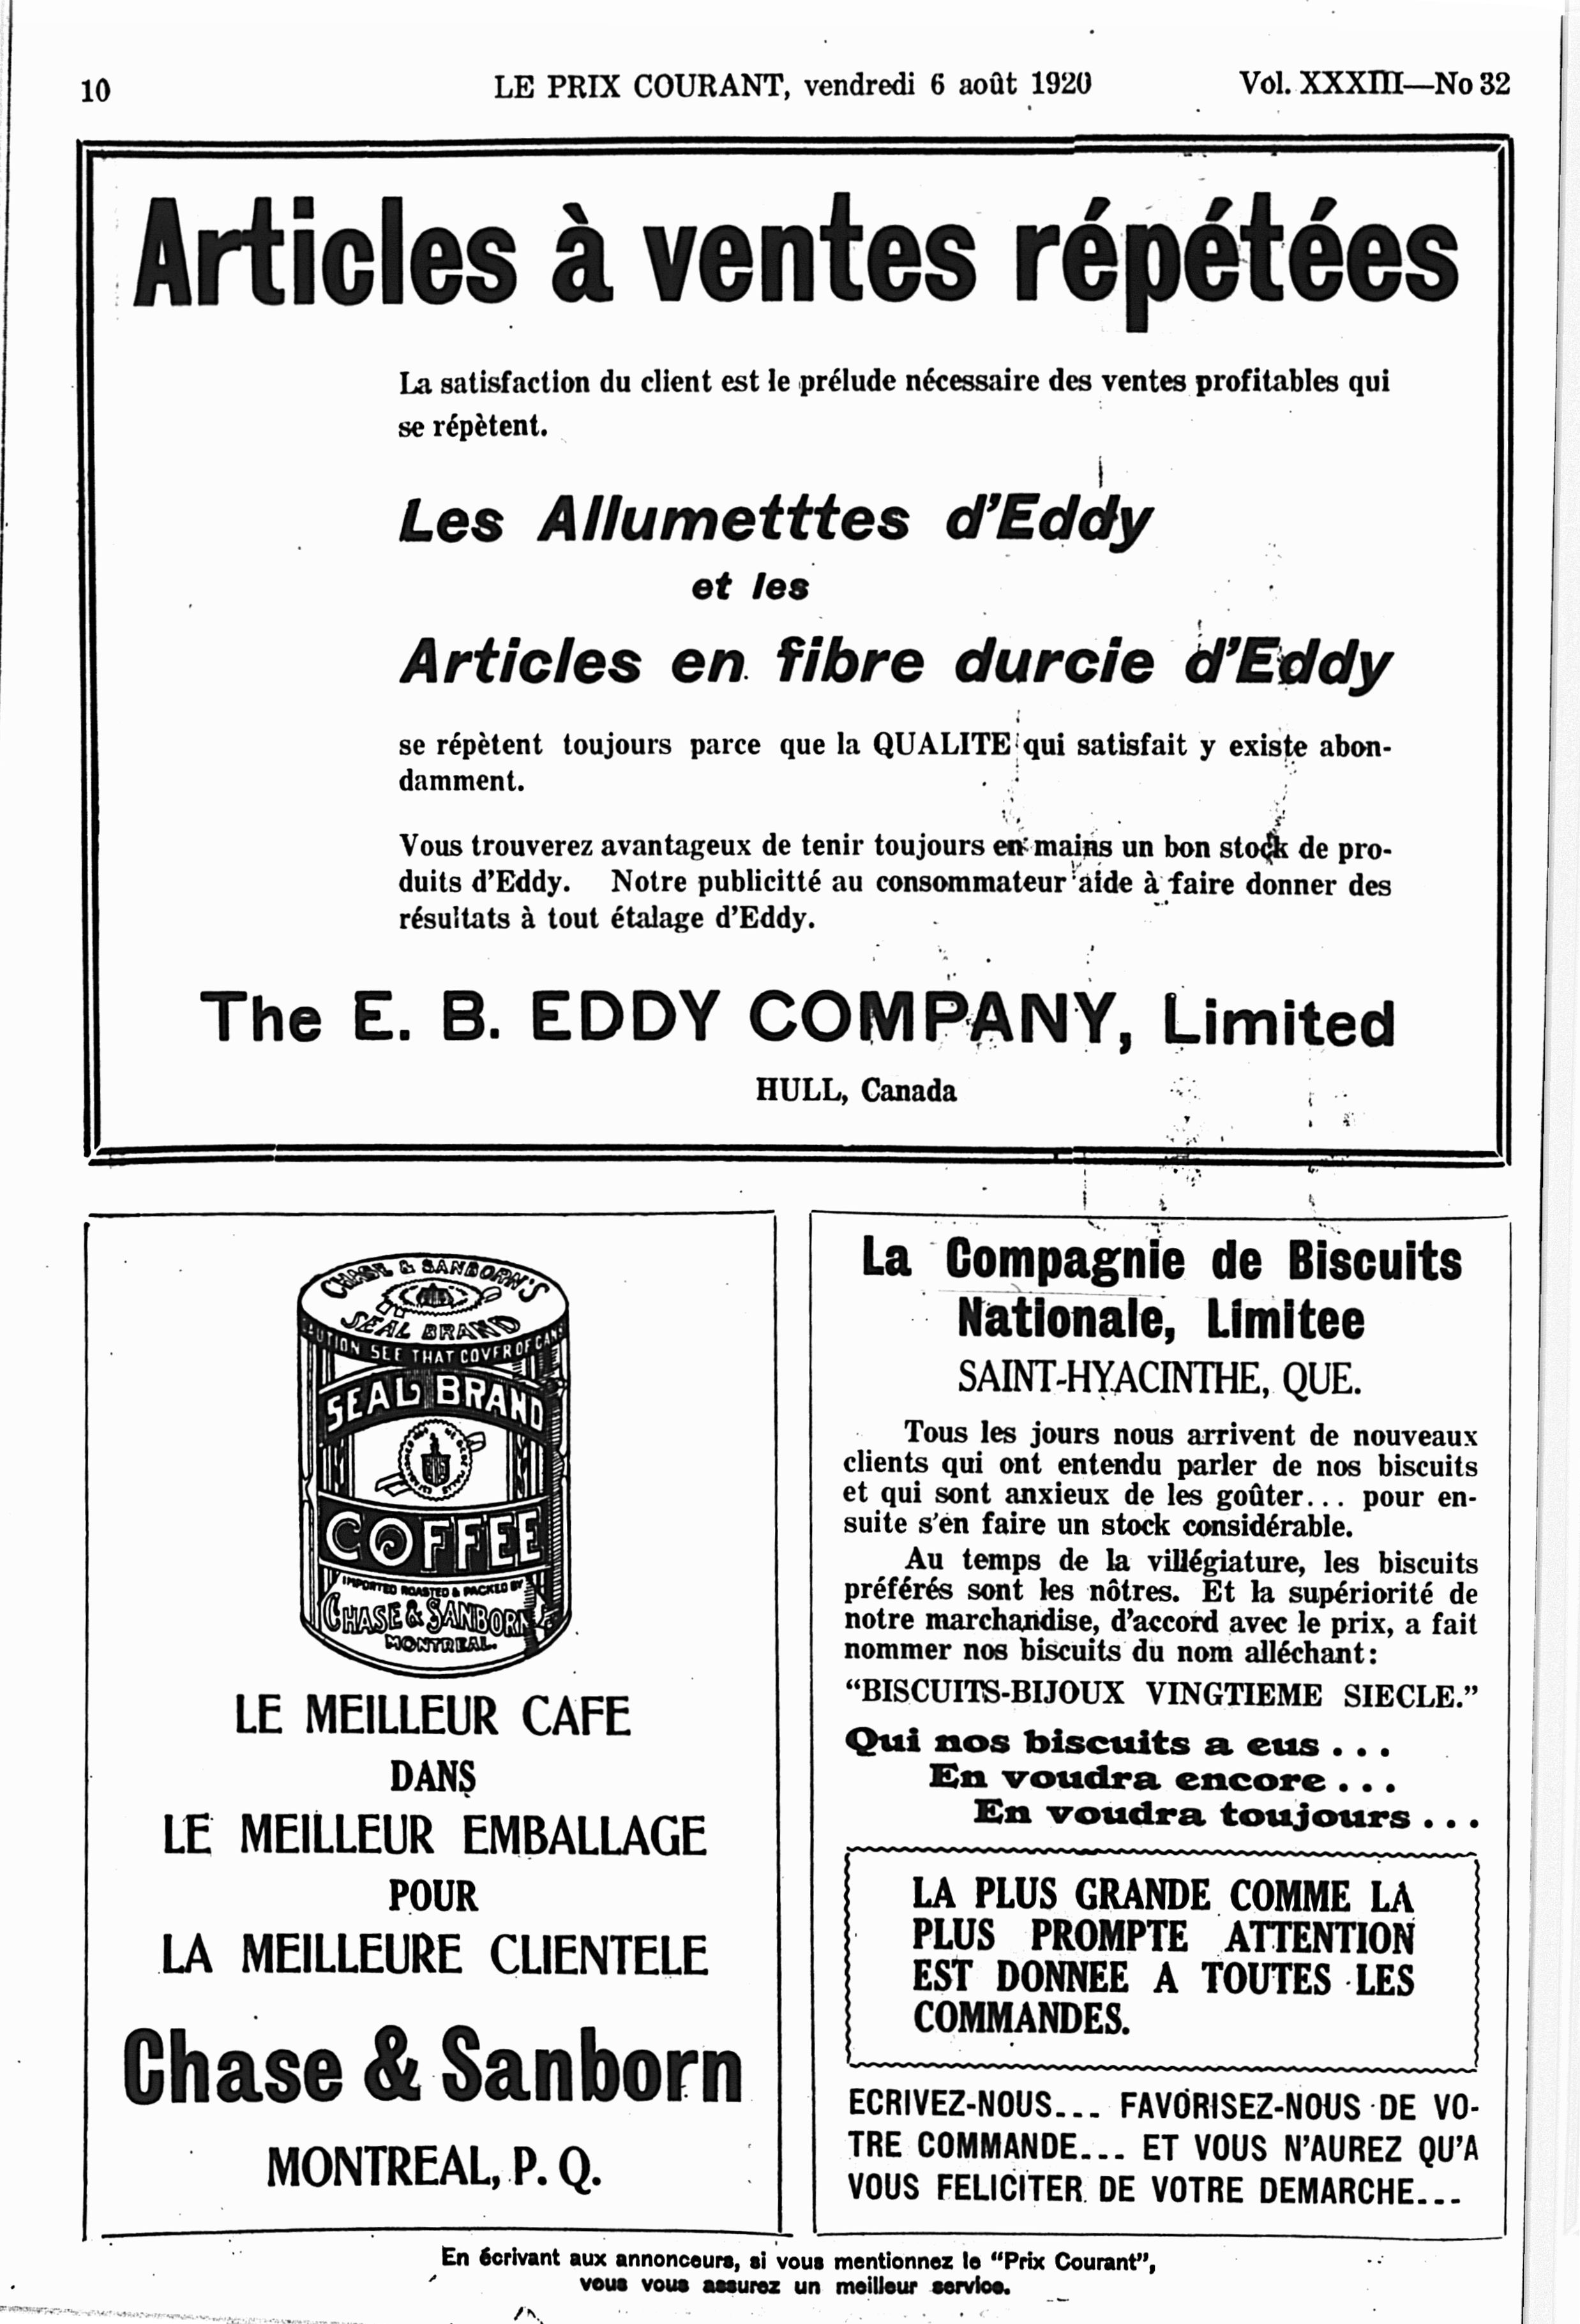 10
LE PRIX COURANT, vendredi 6 août 1920
Vol. XXXIII—No 32
Articles à ventes répétées
La satisfaction du client est le prélude nécessaire des ventes profitables qui
se répètent.
Les Allumetttes d'Eddy
et les
Articles en fibre durcie d'Eddy
se répètent toujours parce que la QUALITE qui satisfait y existe abon-
damment.
Vous trouverez avantageux de tenir toujours en mains un bon stock de pro-
duits d'Eddy. Notre publicitté au consommateur aide à faire donner des
résultats à tout étalage d'Eddy.
The E. B. EDDY COMPANY, Limited
HULL, Canada
CHASE & SANBORN'S
SEAL BRAND
CAUTION SEE THAT COVER OF CAN
SEAL BRAND
COFFEE
IMPORTED ROASTED & PACKED BY
CHASE & SANBORN
MONTREAL.
LE MEILLEUR CAFE
DANS
LE MEILLEUR EMBALLAGE
POUR
LA MEILLEURE CLIENTELE
Chase & Sanborn
MONTREAL, P. Q.
La Compagnie de Biscuits
Nationale, Limitee
SAINT-HYACINTHE, QUE.
Tous les jours nous arrivent de nouveaux
clients qui ont entendu parler de nos biscuits
et qui sont anxieux de les goûter... pour en-
suite s'en faire un stock considérable.
Au temps de la villégiature, les biscuits
préférés sont les nôtres. Et la supériorité de
notre marchandise, d'accord avec le prix, a fait
nommer nos biscuits du nom alléchant:
"BISCUITS-BIJOUX VINGTIEME SIECLE."
Qui nos biscuits a eus...
En voudra encore...
En voudra toujours...
LA PLUS GRANDE COMME LA
PLUS PROMPTE ATTENTION
EST DONNEE A TOUTES LES
COMMANDES.
ECRIVEZ-NOUS... FAVORISEZ-NOUS DE VO-
TRE COMMANDE... ET VOUS N'AUREZ QU'A
VOUS FELICITER DE VOTRE DEMARCHE...
En écrivant aux annonceurs, si vous mentionnez le "Prix Courant",
vous vous assurez un meilleur service.